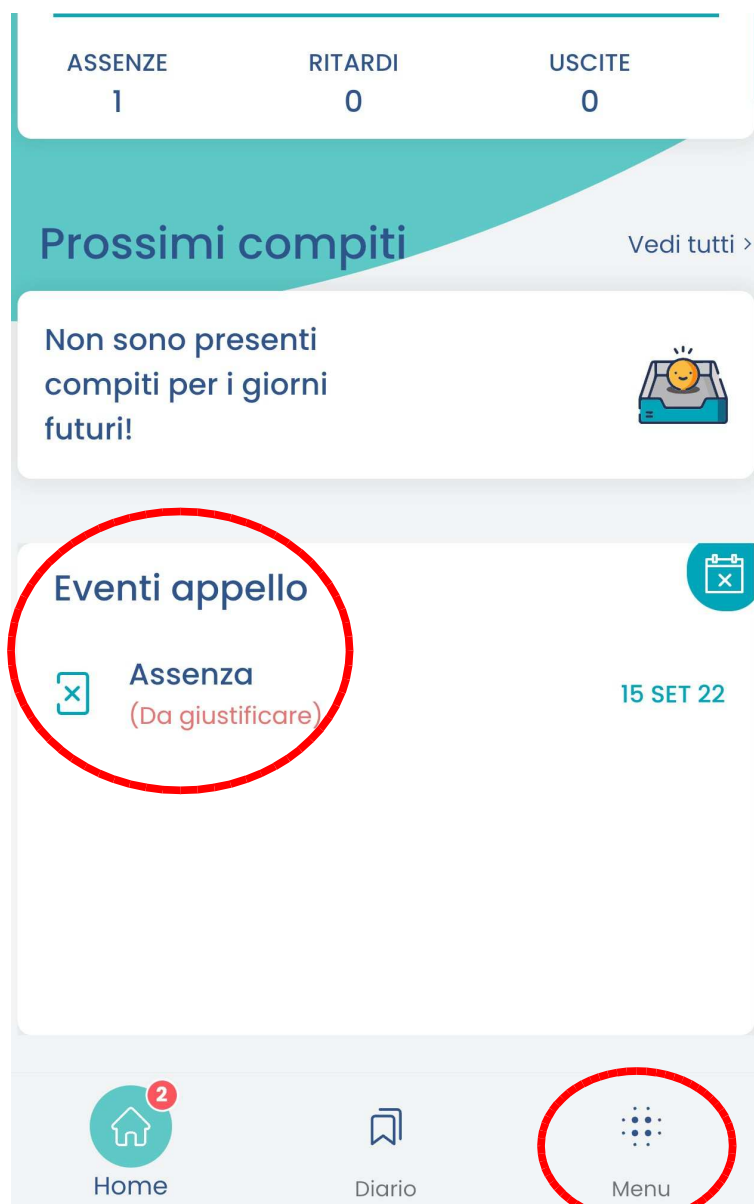 ASSENZE RITARDI USCITE
1 0 0
Prossimi compiti Vedi tutti >
Non sono presenti
compiti per i giorni
futuri!
Eventi appello
Assenza
(Da giustificare)
15 SET 22
2
Home Diario Menu